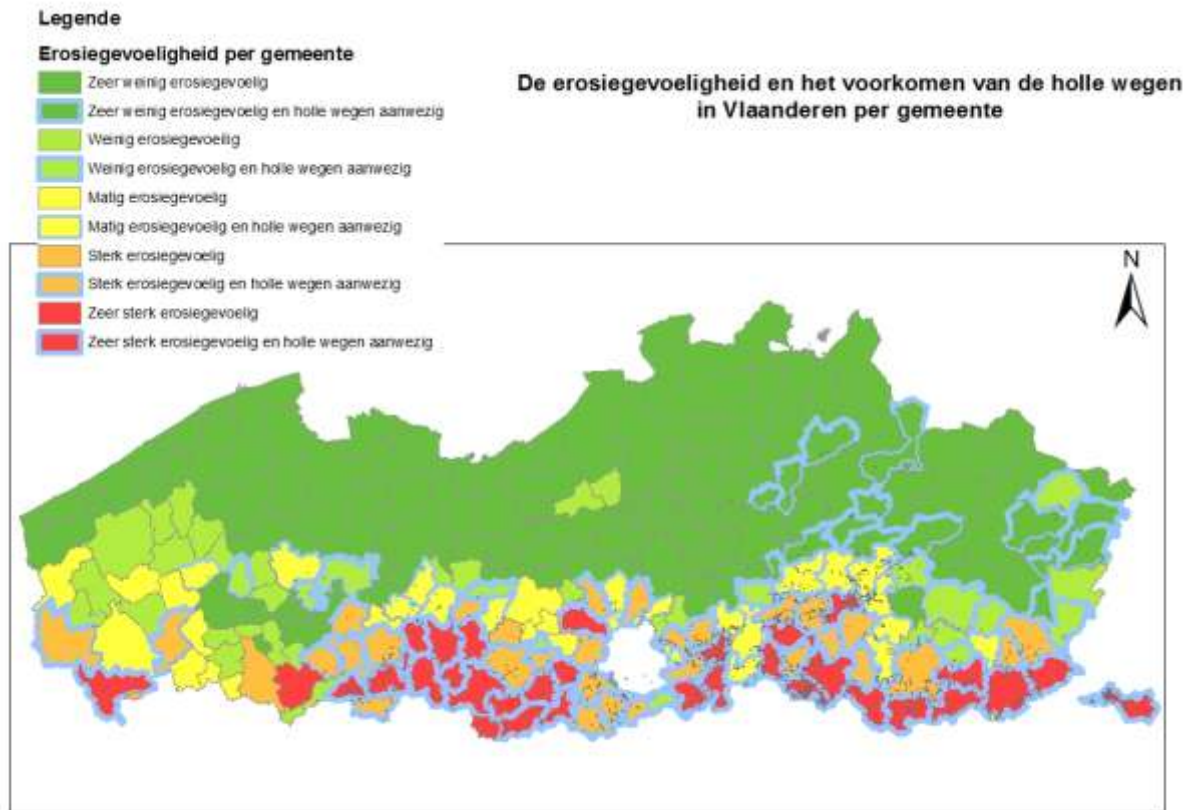 Legende
Erosiegevoeligheid per gemeente
Zeer weinig erosiegevoelig
Zeer weinig erosiegevoelig en holle wegen aanwezig
Weinig erosiegevoeilig
Weinig erosiegevoelig en holle wegen aanwezig
Matig erosiegevoelig
Matig erosiegevoelig en holle wegen aanwezig
Sterk erosiegevoelig
Sterk erosiegevoelig en holle wegen aanwezig
Zeer sterk erosiegevoelig
Zeer sterk erosiegevoelig en holle wegen aanwezig
De erosiegevoeligheid en het voorkomen van de holle wegen
in Vlaanderen per gemeente
N